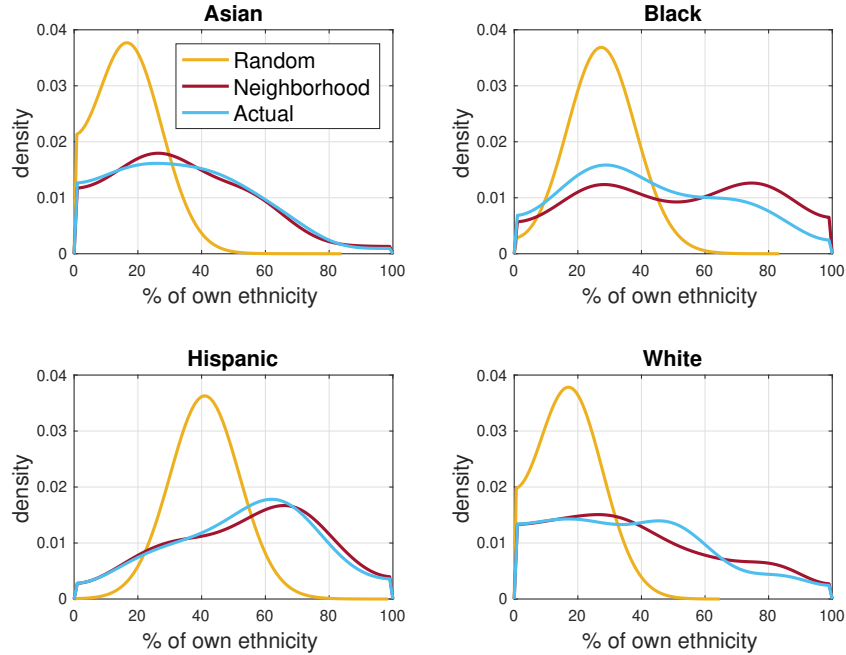 Asian
0.04
0.03
0.02
0.01
0
density
0 20 40 60 80 100
% of own ethnicity
Random
Neighborhood
Actual
Black
0.04
0.03
0.02
0.01
0
density
0 20 40 60 80 100
% of own ethnicity
Hispanic
0.04
0.03
0.02
0.01
0
density
0 20 40 60 80 100
% of own ethnicity
White
0.04
0.03
0.02
0.01
0
density
0 20 40 60 80 100
% of own ethnicity